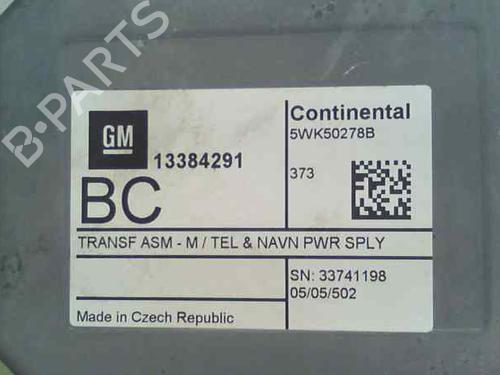 B-PARTS
GM
13384291
BC
Continental
5WK50278B
373
TRANSF ASM - M / TEL & NAVN PWR SPLY
SN: 33741198
05/05/502
Made in Czech Republic